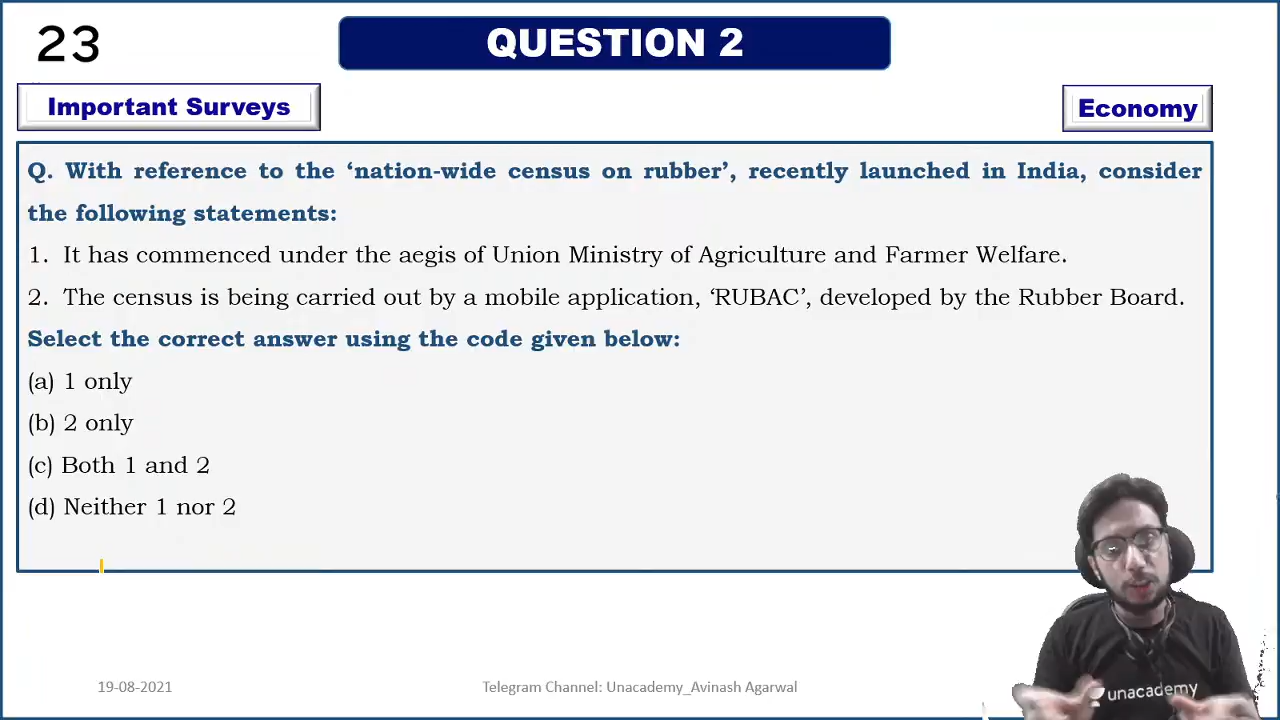 23
QUESTION 2
Important Surveys
Economy
Q. With reference to the ‘nation-wide census on rubber’, recently launched in India, consider
the following statements:
1. It has commenced under the aegis of Union Ministry of Agriculture and Farmer Welfare.
2. The census is being carried out by a mobile application, ‘RUBAC’, developed by the Rubber Board.
Select the correct answer using the code given below:
(a) 1 only
(b) 2 only
(c) Both 1 and 2
(d) Neither 1 nor 2
unacademy
19-08-2021
Telegram Channel: Unacademy_Avinash Agarwal